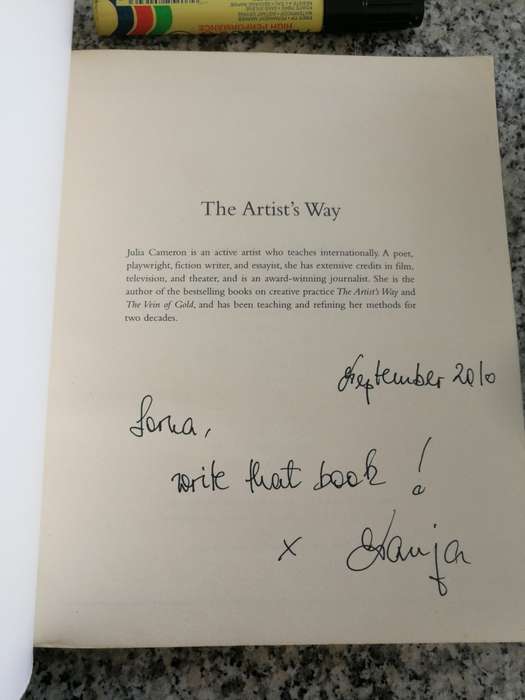 HIGH PERFORMANCE
The Artist's Way
Julia Cameron is an active artist who teaches internationally. A poet,
playwright, fiction writer, and essayist, she has extensive credits in film,
television, and theater, and is an award-winning journalist. She is the
author of the bestselling books on creative practice The Artist's Way and
The Vein of Gold, and has been teaching and refining her methods for
two decades.
September 2010
write that book!
x